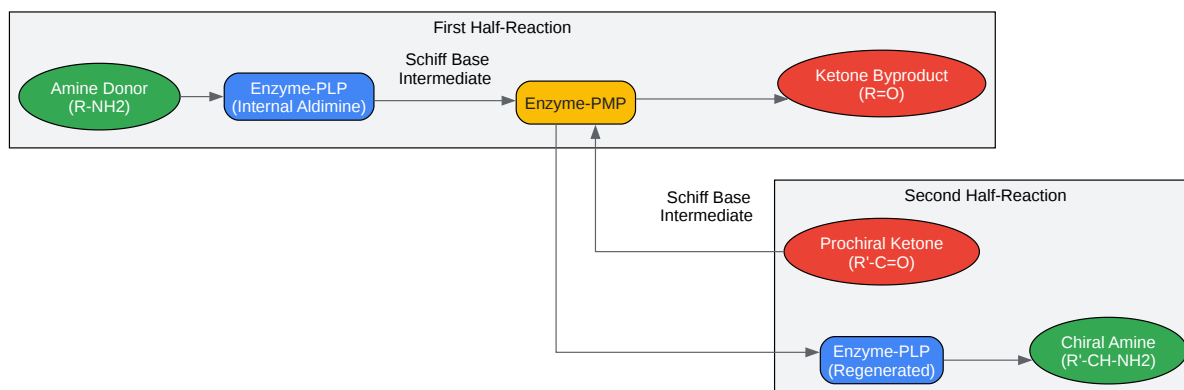 First Half-Reaction
Amine Donor
(R-NH2)
Enzyme-PLP
(Internal Aldimine)
Schiff Base
Intermediate
Enzyme-PMP
Ketone Byproduct
(R=O)
Schiff Base
Intermediate
Second Half-Reaction
Prochiral Ketone
(R'-C=O)
Enzyme-PLP
(Regenerated)
Chiral Amine
(R'-CH-NH2)